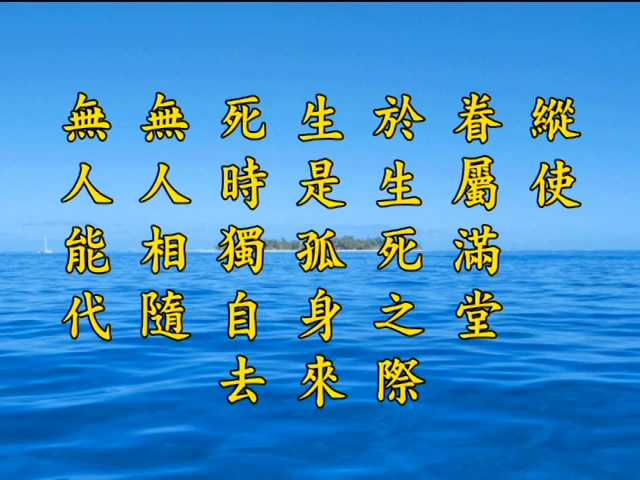 縱使
眷屬滿堂
於生死之際
生是孤身來
死時獨自去
無人相隨
無人能代